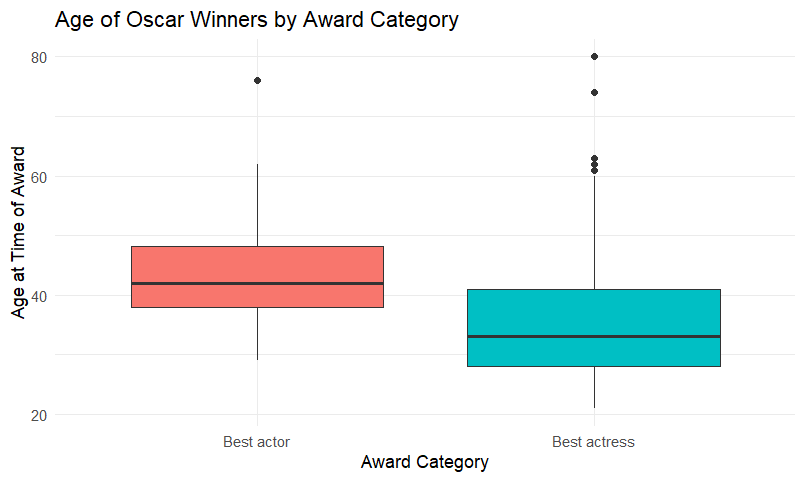 Age of Oscar Winners by Award Category
Age at Time of Award
80
60
40
20
Best actor
Best actress
Award Category